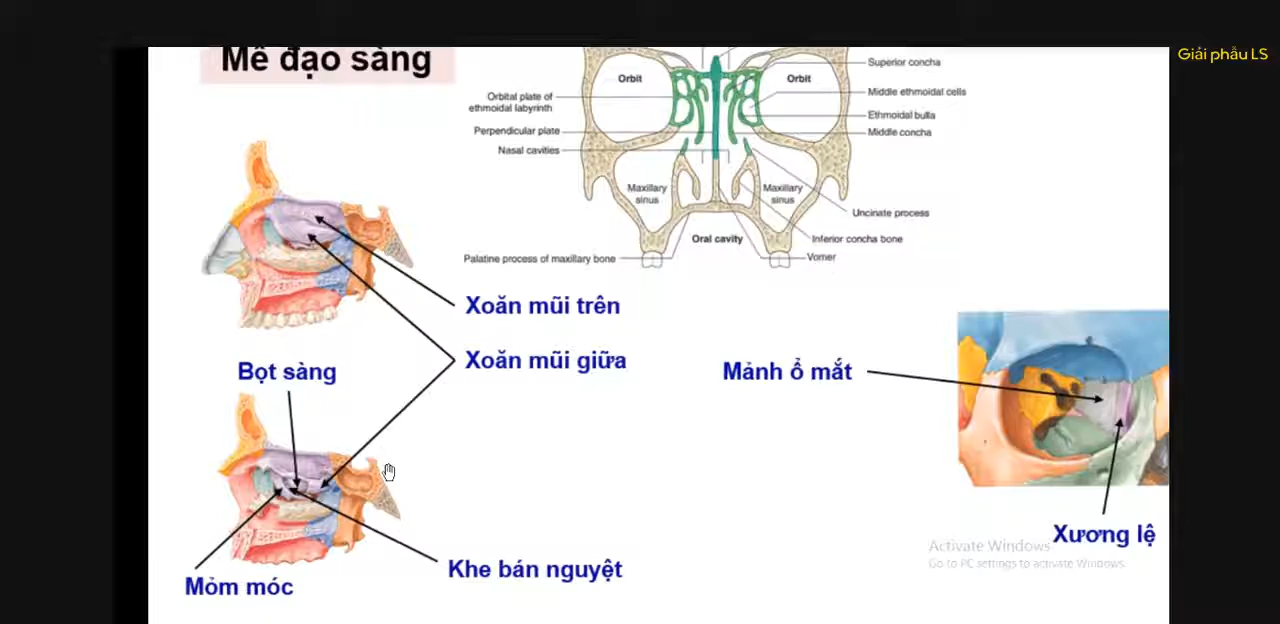 Giải phẫu LS
Mê đạo sàng
Orbit
Orbit
Superior concha
Orbital plate of
ethmoidal labyrinth
Middle ethmoidal cells
Ethmoidal bulla
Perpendicular plate
Middle concha
Nasal cavities
Maxillary
sinus
Maxillary
sinus
Uncinate process
Oral cavity
Inferior concha bone
Palatine process of maxillary bone
Vomer
Xoăn mũi trên
Xoăn mũi giữa
Bọt sàng
Mảnh ổ mắt
Xương lệ
Khe bán nguyệt
Mỏm móc
Activate Windows
Go to PC settings to activate Windows.